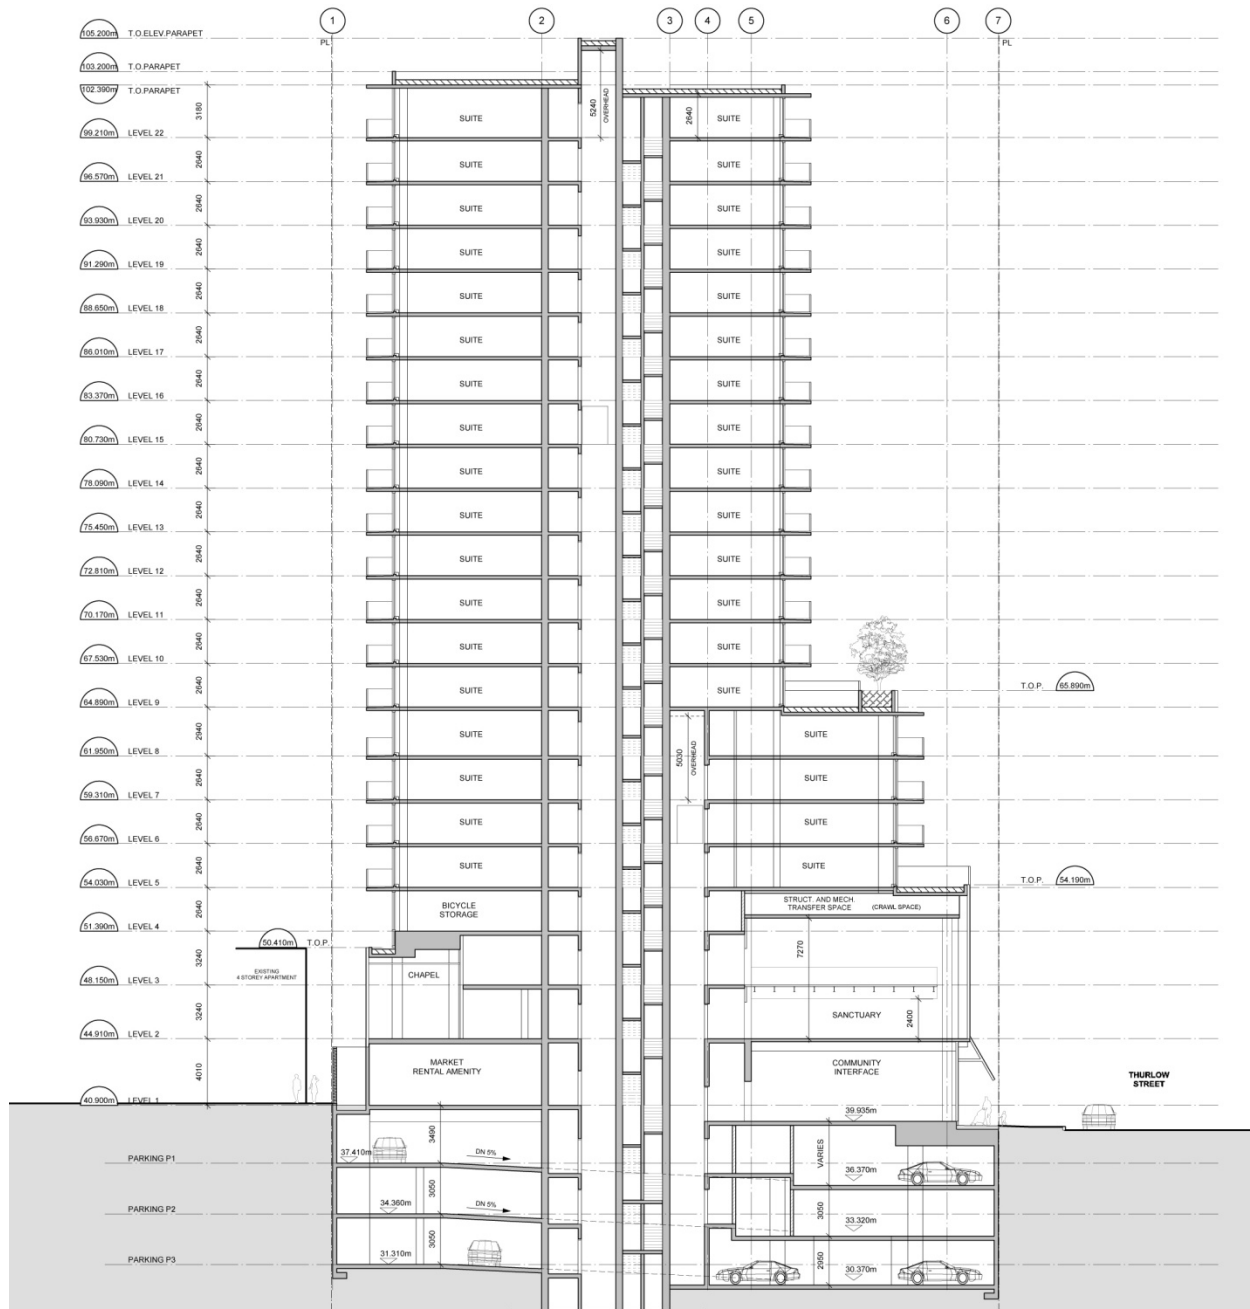 1 2 3 4 5 6 7
105.200m T.O.ELEV.PARAPET
PL PL
103.200m T.O.PARAPET
102.390m T.O.PARAPET
3180 5240 OVERHEAD 2640
SUITE SUITE
99.210m LEVEL 22
2640 SUITE SUITE
96.570m LEVEL 21
2640 SUITE SUITE
93.930m LEVEL 20
2640 SUITE SUITE
91.290m LEVEL 19
2640 SUITE SUITE
88.650m LEVEL 18
2640 SUITE SUITE
86.010m LEVEL 17
2640 SUITE SUITE
83.370m LEVEL 16
2640 SUITE SUITE
80.730m LEVEL 15
2640 SUITE SUITE
78.090m LEVEL 14
2640 SUITE SUITE
75.450m LEVEL 13
2640 SUITE SUITE
72.810m LEVEL 12
2640 SUITE SUITE
70.170m LEVEL 11
2640 SUITE SUITE
67.530m LEVEL 10
2640 SUITE SUITE
T.O.P. 65.890m
64.890m LEVEL 9
2940 SUITE SUITE
61.950m LEVEL 8
5030 OVERHEAD
2640 SUITE SUITE
59.310m LEVEL 7
2640 SUITE SUITE
56.670m LEVEL 6
2640 SUITE SUITE
54.030m LEVEL 5
T.O.P. 54.190m
2640 BICYCLE STRUCT. AND MECH.
STORAGE TRANSFER SPACE (CRAWL SPACE)
51.390m LEVEL 4
50.410m T.O.P.
3240 7270
EXISTING
4 STOREY APARTMENT
CHAPEL
48.150m LEVEL 3
3240 SANCTUARY 2400
44.910m LEVEL 2
4010 MARKET COMMUNITY
RENTAL AMENITY INTERFACE
THURLOW
STREET
40.900m LEVEL 1
39.935m
3490 VARIES
37.410m DN 5%
PARKING P1
36.370m
3050 3050
34.360m DN 5%
PARKING P2
33.320m
3050 2950
31.310m
PARKING P3
30.370m